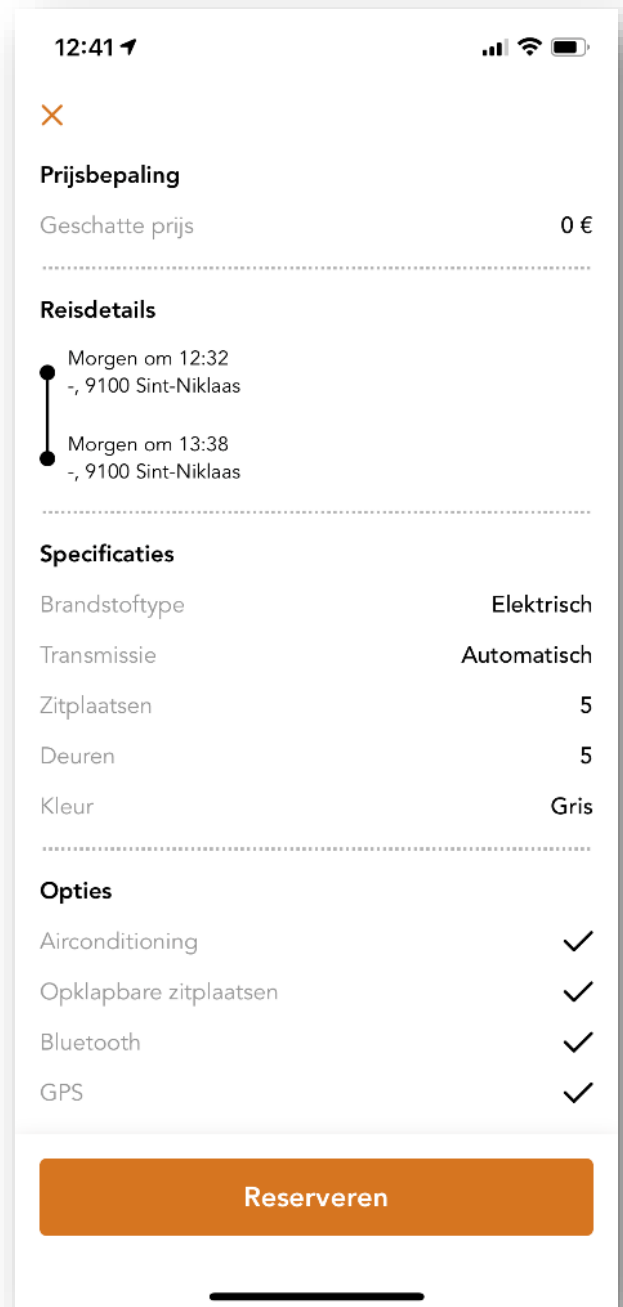 12:41
Prijsbepaling
Geschatte prijs 0 €
Reisdetails
Morgen om 12:32
-, 9100 Sint-Niklaas
Morgen om 13:38
-, 9100 Sint-Niklaas
Specificaties
Brandstoftype Elektrisch
Transmissie Automatisch
Zitplaatsen 5
Deuren 5
Kleur Gris
Opties
Airconditioning
Opklapbare zitplaatsen
Bluetooth
GPS
Reserveren